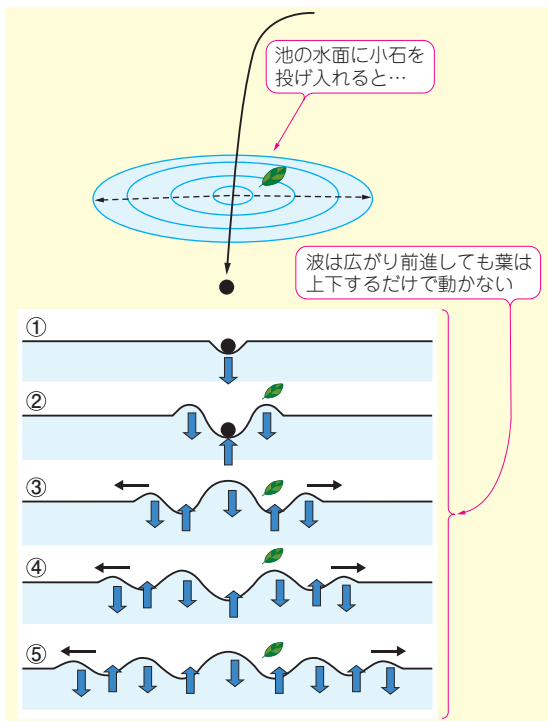 池の水面に小石を
投げ入れると…
波は広がり前進しても葉は
上下するだけで動かない
①
②
③
④
⑤